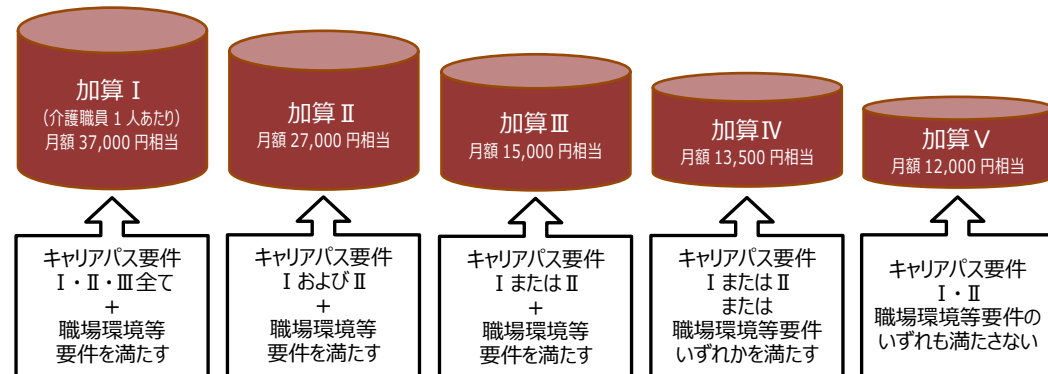 加算Ⅰ
(介護職員1人あたり)
月額 37,000 円相当
加算Ⅱ
月額 27,000 円相当
加算Ⅲ
月額 15,000 円相当
加算Ⅳ
月額 13,500 円相当
加算Ⅴ
月額 12,000 円相当
キャリアパス要件
Ⅰ・Ⅱ・Ⅲ全て
+
職場環境等
要件を満たす
キャリアパス要件
ⅠおよびⅡ
+
職場環境等
要件を満たす
キャリアパス要件
ⅠまたはⅡ
+
職場環境等
要件を満たす
キャリアパス要件
ⅠまたはⅡ
または
職場環境等要件
いずれかを満たす
キャリアパス要件
Ⅰ・Ⅱ
職場環境等要件の
いずれも満たさない